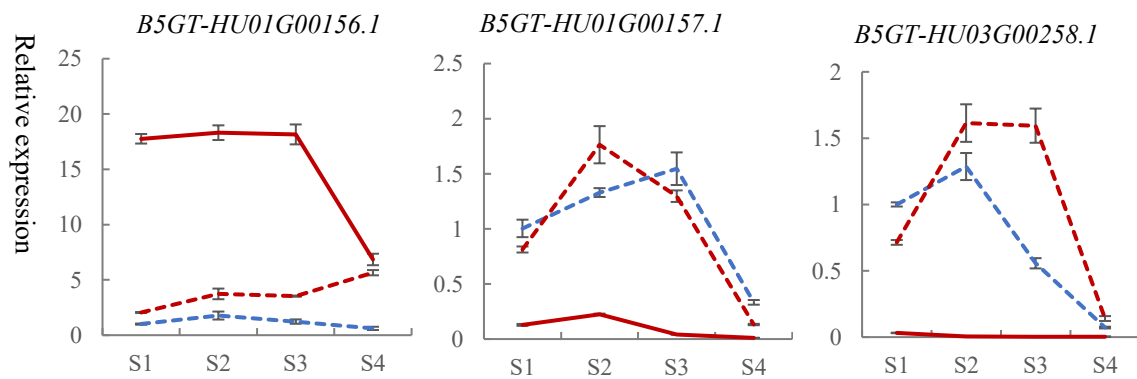 B5GT-HU01G00156.1
B5GT-HU01G00157.1
B5GT-HU03G00258.1
Relative expression
25
20
15
10
5
0
S1 S2 S3 S4
2.5
2
1.5
1
0.5
0
S1 S2 S3 S4
2
1.5
1
0.5
0
S1 S2 S3 S4